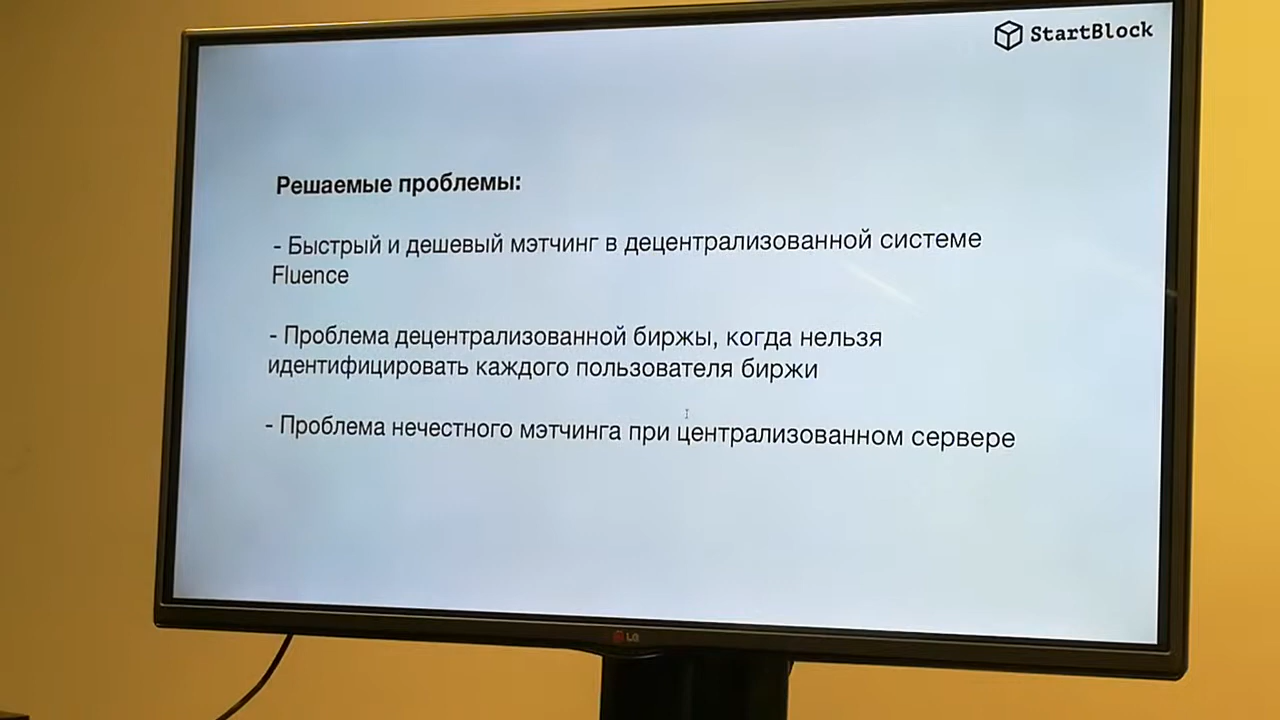 StartBlock
Решаемые проблемы:
- Быстрый и дешевый мэтчинг в децентрализованной системе
Fluence
- Проблема децентрализованной биржы, когда нельзя
идентифицировать каждого пользователя биржи
- Проблема нечестного мэтчинга при централизованном сервере
LG